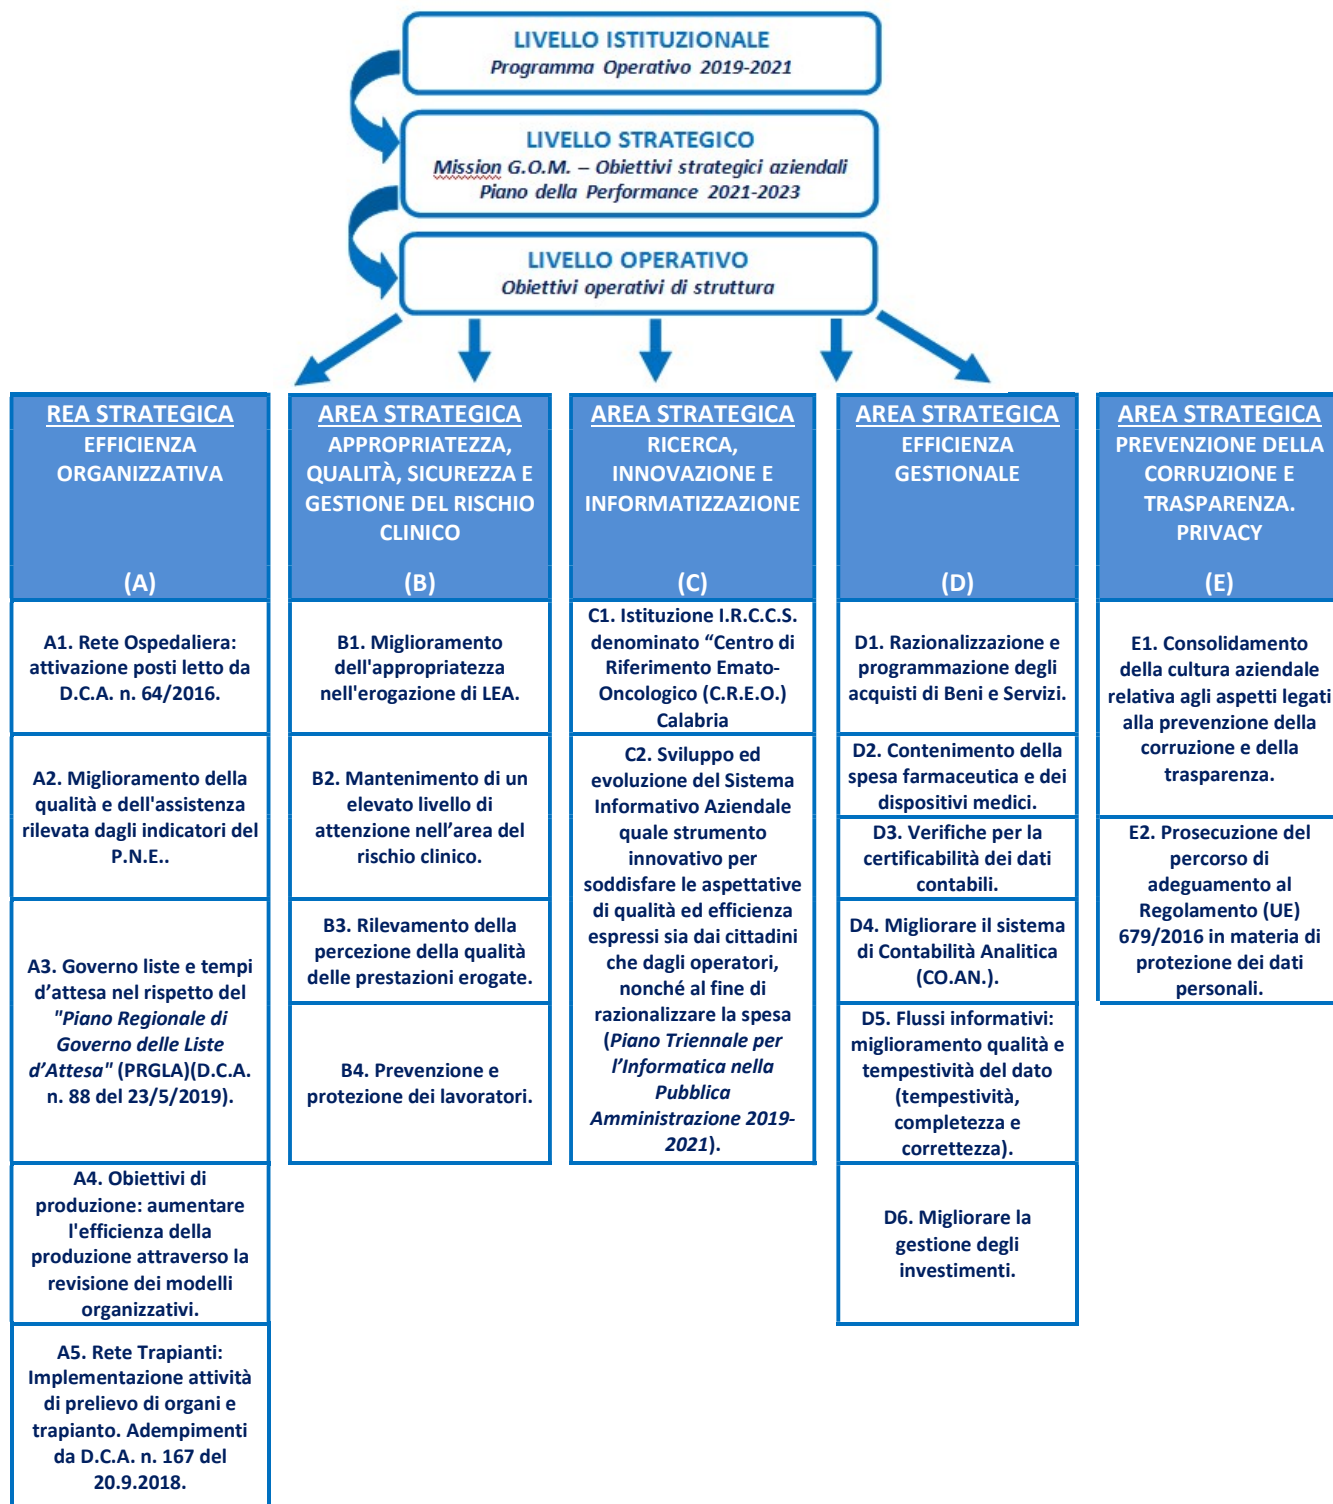 LIVELLO ISTITUZIONALE
Programma Operativo 2019-2021
LIVELLO STRATEGICO
Mission G.O.M. – Obiettivi strategici aziendali
Piano della Performance 2021-2023
LIVELLO OPERATIVO
Obiettivi operativi di struttura
REA STRATEGICA
EFFICIENZA
ORGANIZZATIVA
(A)
A1. Rete Ospedaliera:
attivazione posti letto da
D.C.A. n. 64/2016.
A2. Miglioramento della
qualità e dell'assistenza
rilevata dagli indicatori del
P.N.E..
A3. Governo liste e tempi
d’attesa nel rispetto del
"Piano Regionale di
Governo delle Liste
d’Attesa" (PRGLA)(D.C.A.
n. 88 del 23/5/2019).
A4. Obiettivi di
produzione: aumentare
l'efficienza della
produzione attraverso la
revisione dei modelli
organizzativi.
A5. Rete Trapianti:
Implementazione attività
di prelievo di organi e
trapianto. Adempimenti
da D.C.A. n. 167 del
20.9.2018.
AREA STRATEGICA
APPROPRIATEZZA,
QUALITÀ, SICUREZZA E
GESTIONE DEL RISCHIO
CLINICO
(B)
B1. Miglioramento
dell'appropriatezza
nell'erogazione di LEA.
B2. Mantenimento di un
elevato livello di
attenzione nell’area del
rischio clinico.
B3. Rilevamento della
percezione della qualità
delle prestazioni erogate.
B4. Prevenzione e
protezione dei lavoratori.
AREA STRATEGICA
RICERCA,
INNOVAZIONE E
INFORMATIZZAZIONE
(C)
C1. Istituzione I.R.C.C.S.
denominato “Centro di
Riferimento Emato-
Oncologico (C.R.E.O.)
Calabria
C2. Sviluppo ed
evoluzione del Sistema
Informativo Aziendale
quale strumento
innovativo per
soddisfare le aspettative
di qualità ed efficienza
espressi sia dai cittadini
che dagli operatori,
nonché al fine di
razionalizzare la spesa
(Piano Triennale per
l’Informatica nella
Pubblica
Amministrazione 2019-
2021).
AREA STRATEGICA
EFFICIENZA
GESTIONALE
(D)
D1. Razionalizzazione e
programmazione degli
acquisti di Beni e Servizi.
D2. Contenimento della
spesa farmaceutica e dei
dispositivi medici.
D3. Verifiche per la
certificabilità dei dati
contabili.
D4. Migliorare il sistema
di Contabilità Analitica
(CO.AN.).
D5. Flussi informativi:
miglioramento qualità e
tempestività del dato
(tempestività,
completezza e
correttezza).
D6. Migliorare la
gestione degli
investimenti.
AREA STRATEGICA
PREVENZIONE DELLA
CORRUZIONE E
TRASPARENZA.
PRIVACY
(E)
E1. Consolidamento
della cultura aziendale
relativa agli aspetti legati
alla prevenzione della
corruzione e della
trasparenza.
E2. Prosecuzione del
percorso di
adeguamento al
Regolamento (UE)
679/2016 in materia di
protezione dei dati
personali.